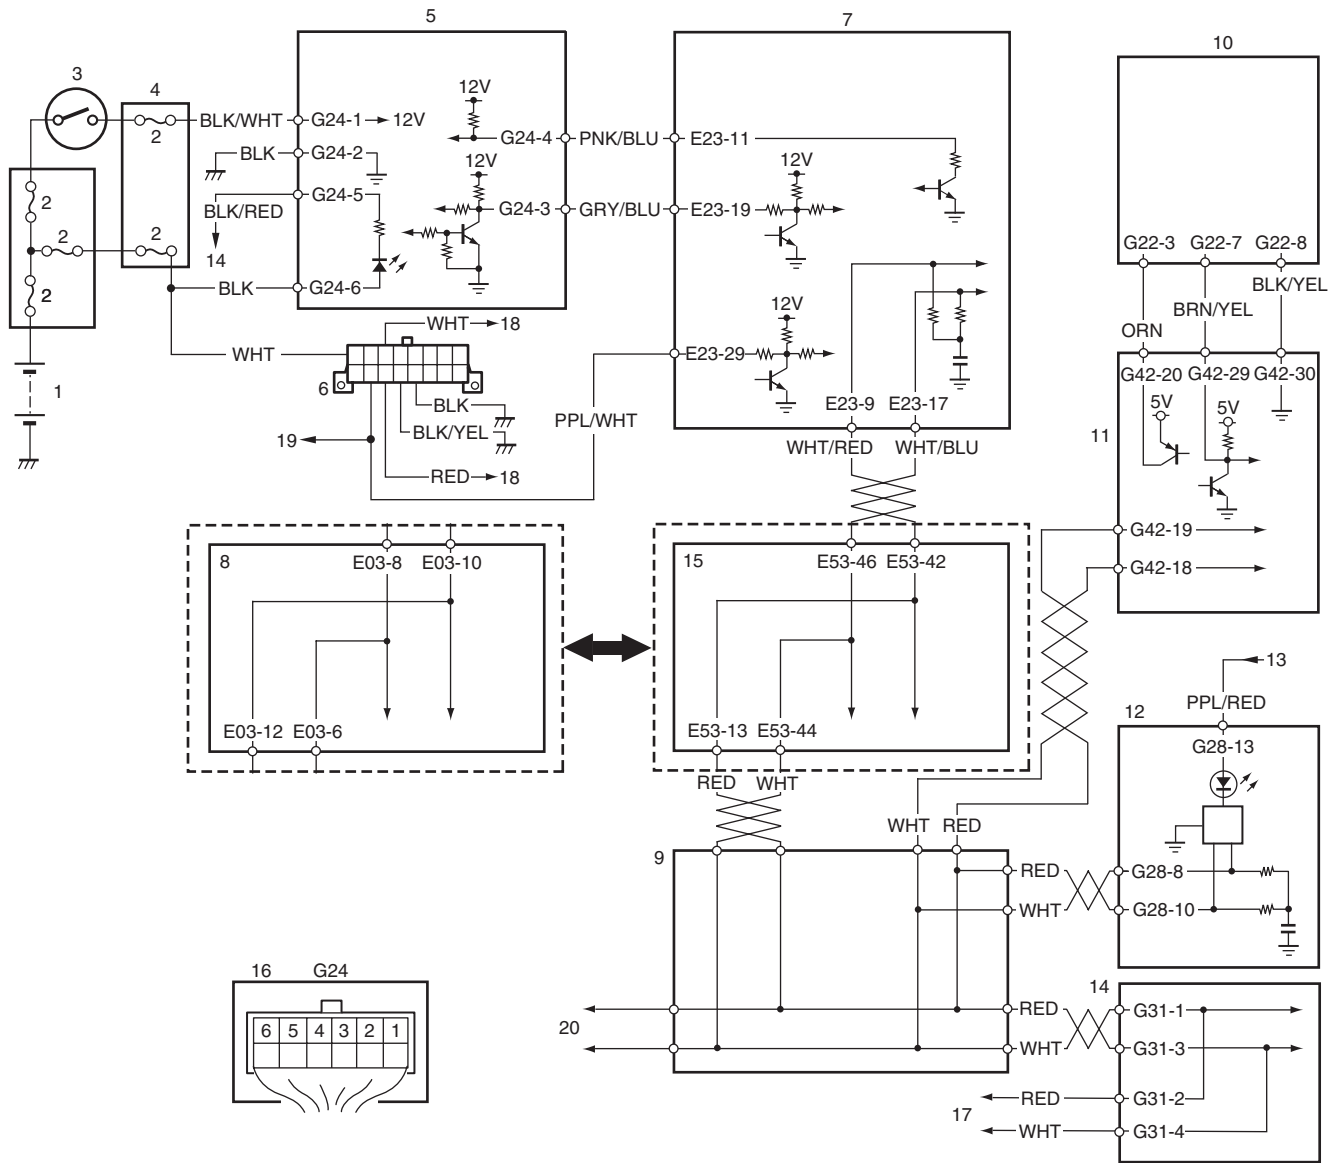 5
7
10
3
4
12V
12V
BLK/WHT
G24-1
12V
G24-4
PNK/BLU
E23-11
2
BLK
G24-2
12V
12V
2
G24-5
BLK/RED
G24-3
GRY/BLU
E23-19
2
2
14
G22-3
G22-7
G22-8
2
BLK
G24-6
BLK/YEL
12V
BRN/YEL
WHT
18
ORN
WHT
E23-29
6
G42-20
G42-29
G42-30
1
BLK
PPL/WHT
E23-9
E23-17
5V
5V
BLK/YEL
19
WHT/RED
WHT/BLU
11
RED
18
G42-19
8
E03-8
E03-10
15
E53-46
E53-42
G42-18
13
PPL/RED
12
E03-12
E03-6
E53-13
E53-44
G28-13
RED
WHT
WHT
RED
9
RED
G28-8
WHT
G28-10
16
G24
14
RED
G31-1
20
6
5
4
3
2
1
WHT
G31-3
RED
G31-2
17
WHT
G31-4